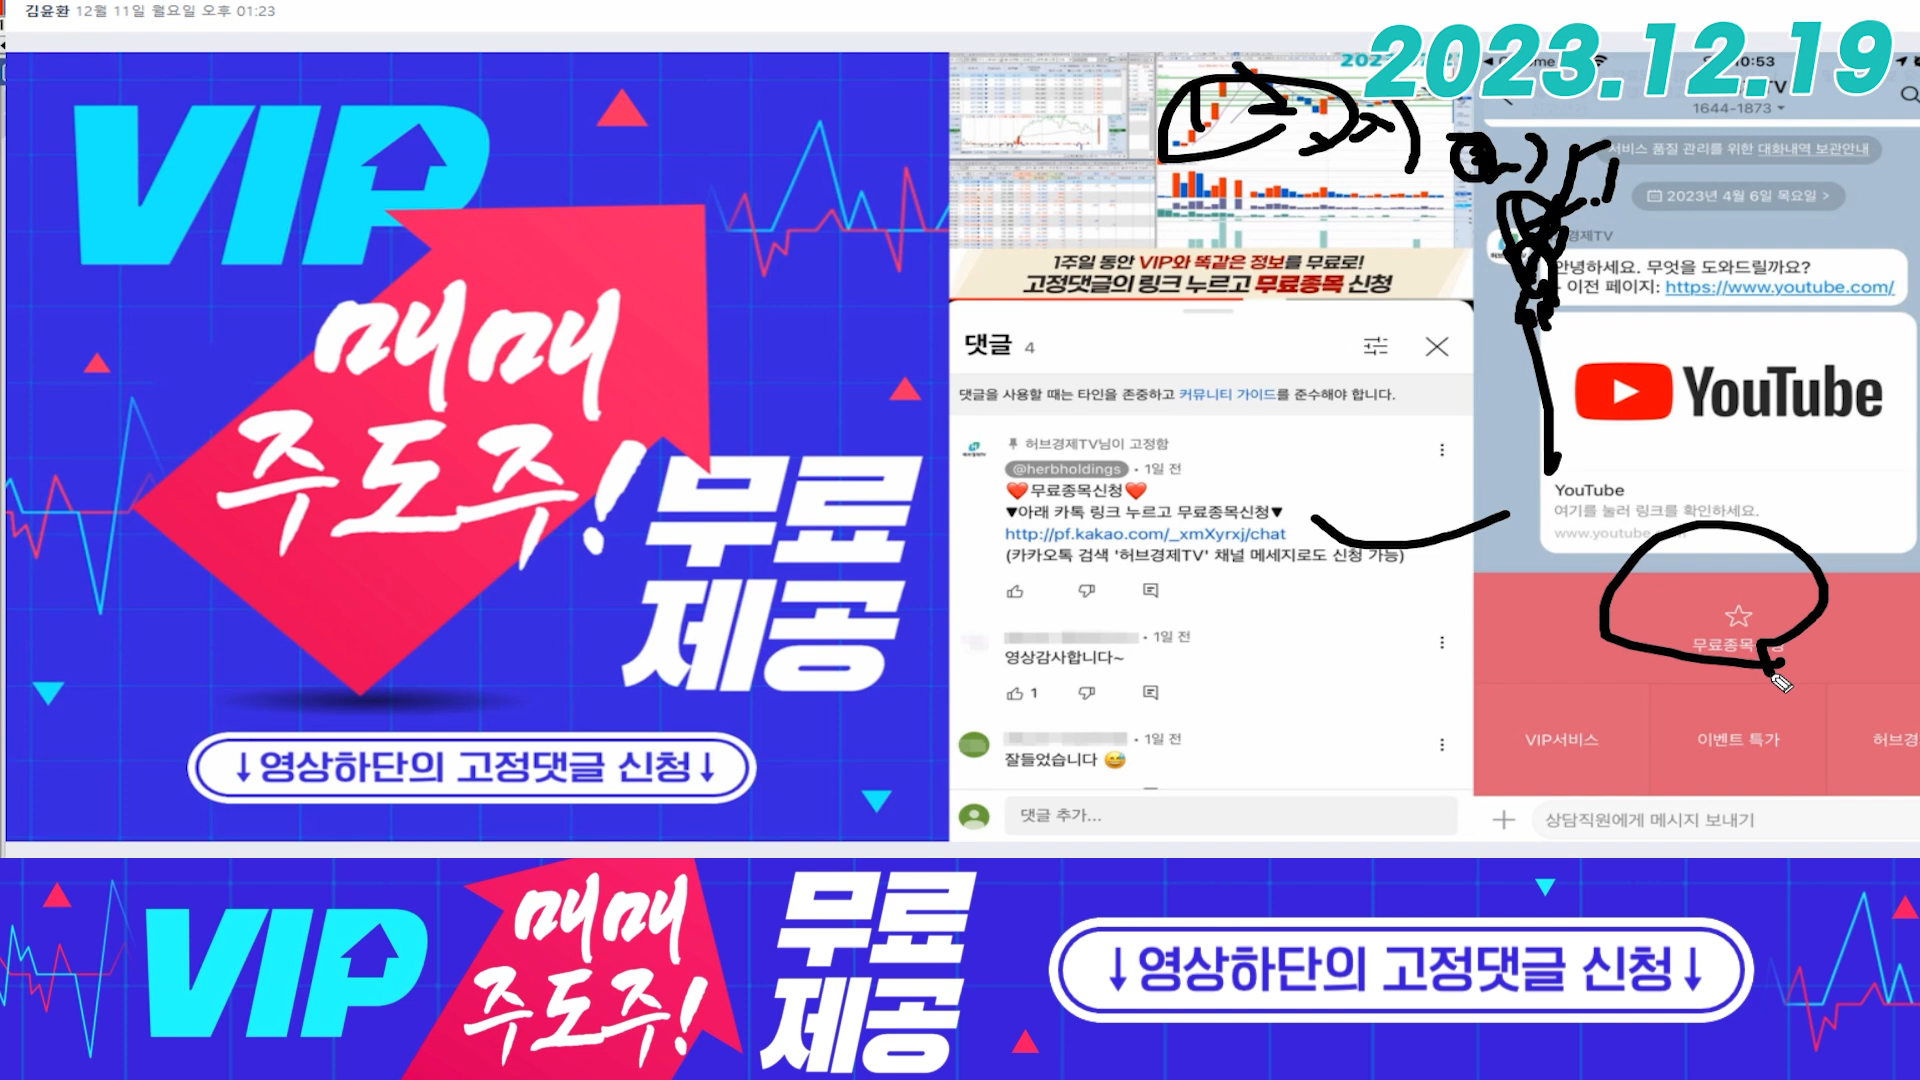 김윤환 12월 11일 월요일 오후 01:23
2023.12.19
VIP
매매
주도주!
무료
제공
↓영상하단의 고정댓글 신청↓
1주일 동안 VIP와 똑같은 정보를 무료로!
고정댓글의 링크 누르고 무료종목 신청
댓글 4
댓글을 사용할 때는 타인을 존중하고 커뮤니티 가이드를 준수해야 합니다.
허브경제TV님이 고정함
@herbholdings • 1일 전
❤️무료종목신청❤️
▼아래 카톡 링크 누르고 무료종목신청▼
http://pf.kakao.com/_xmXyrxj/chat
(카카오톡 검색 '허브경제TV' 채널 메세지로도 신청 가능)
• 1일 전
영상감사합니다~
1
• 1일 전
잘들었습니다 😅
댓글 추가...
0:53
TV
1644-1873
서비스 품질 관리를 위한 대화내역 보관안내
2023년 4월 6일 목요일 >
경제TV
안녕하세요. 무엇을 도와드릴까요?
- 이전 페이지: https://www.youtube.com/
YouTube
YouTube
여기를 눌러 링크를 확인하세요.
www.youtube.
무료종목
VIP서비스
이벤트 특가
허브경
상담직원에게 메시지 보내기
VIP
매매
주도주!
무료
제공
↓영상하단의 고정댓글 신청↓